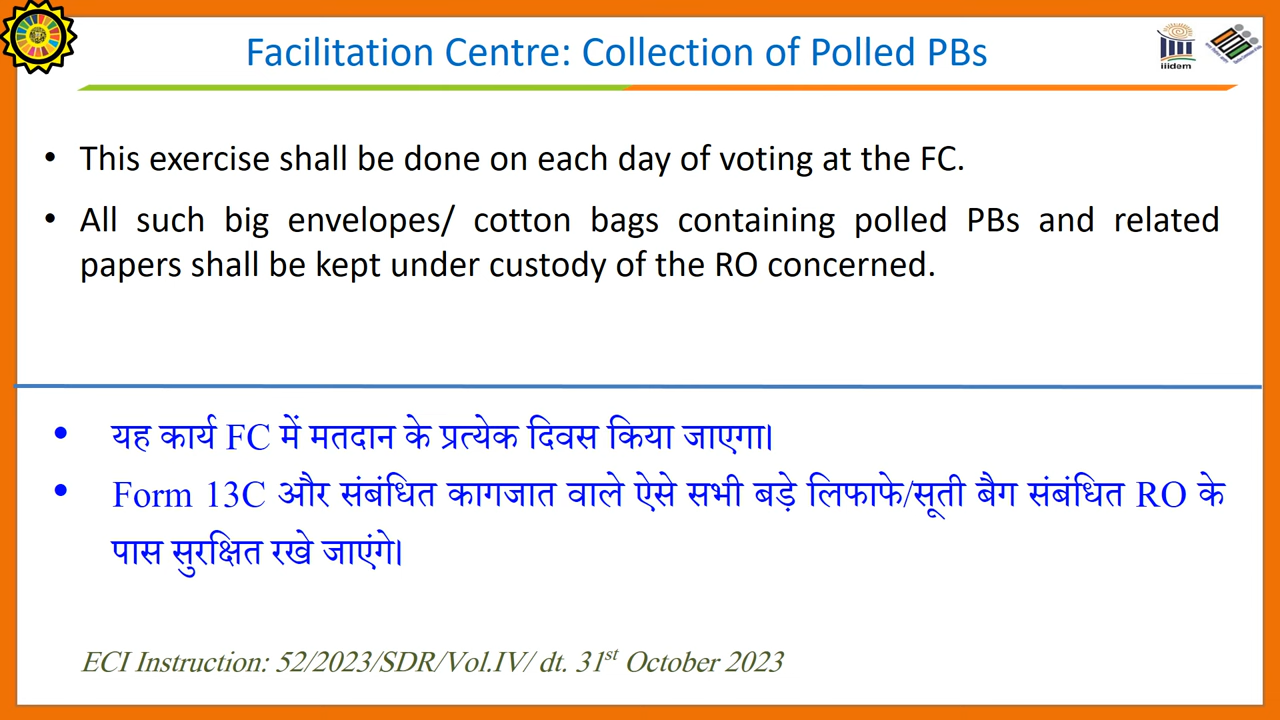 Facilitation Centre: Collection of Polled PBs
iiidem
• This exercise shall be done on each day of voting at the FC.
• All such big envelopes/ cotton bags containing polled PBs and related
papers shall be kept under custody of the RO concerned.
• यह कार्य FC में मतदान के प्रत्येक दिवस किया जाएगा।
• Form 13C और संबंधित कागजात वाले ऐसे सभी बड़े लिफाफे/सूती बैग संबंधित RO के
पास सुरक्षित रखे जाएंगे।
ECI Instruction: 52/2023/SDR/Vol.IV/ dt. 31st October 2023